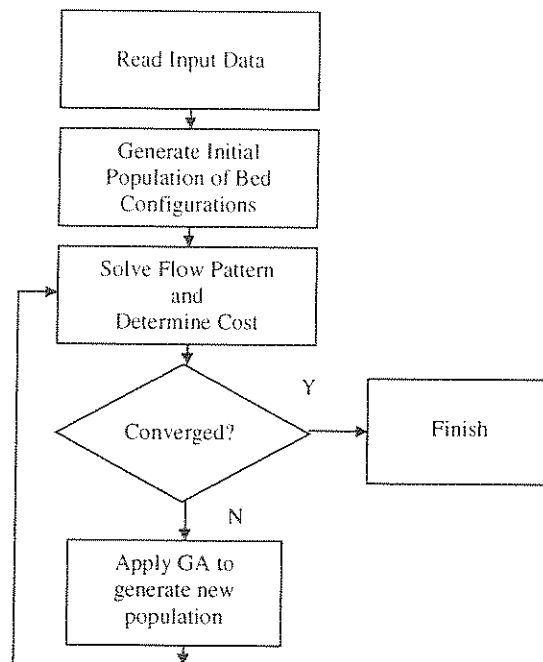 Read Input Data
Generate Initial
Population of Bed
Configurations
Solve Flow Pattern
and
Determine Cost
Y
Converged?
Finish
N
Apply GA to
generate new
population